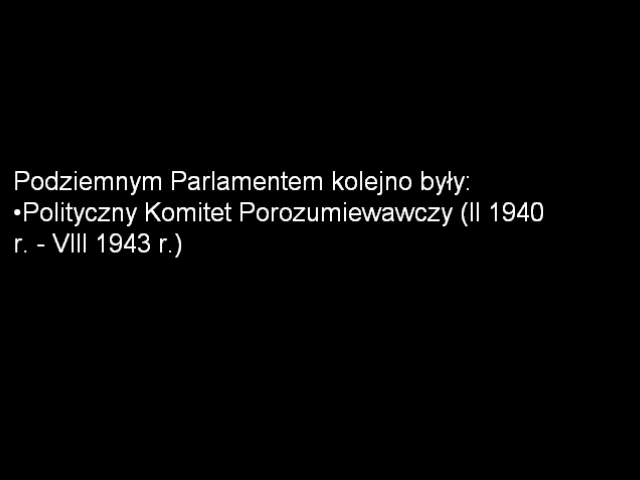 Podziemnym Parlamentem kolejno były:
•Polityczny Komitet Porozumiewawczy (II 1940
r. - VIII 1943 r.)